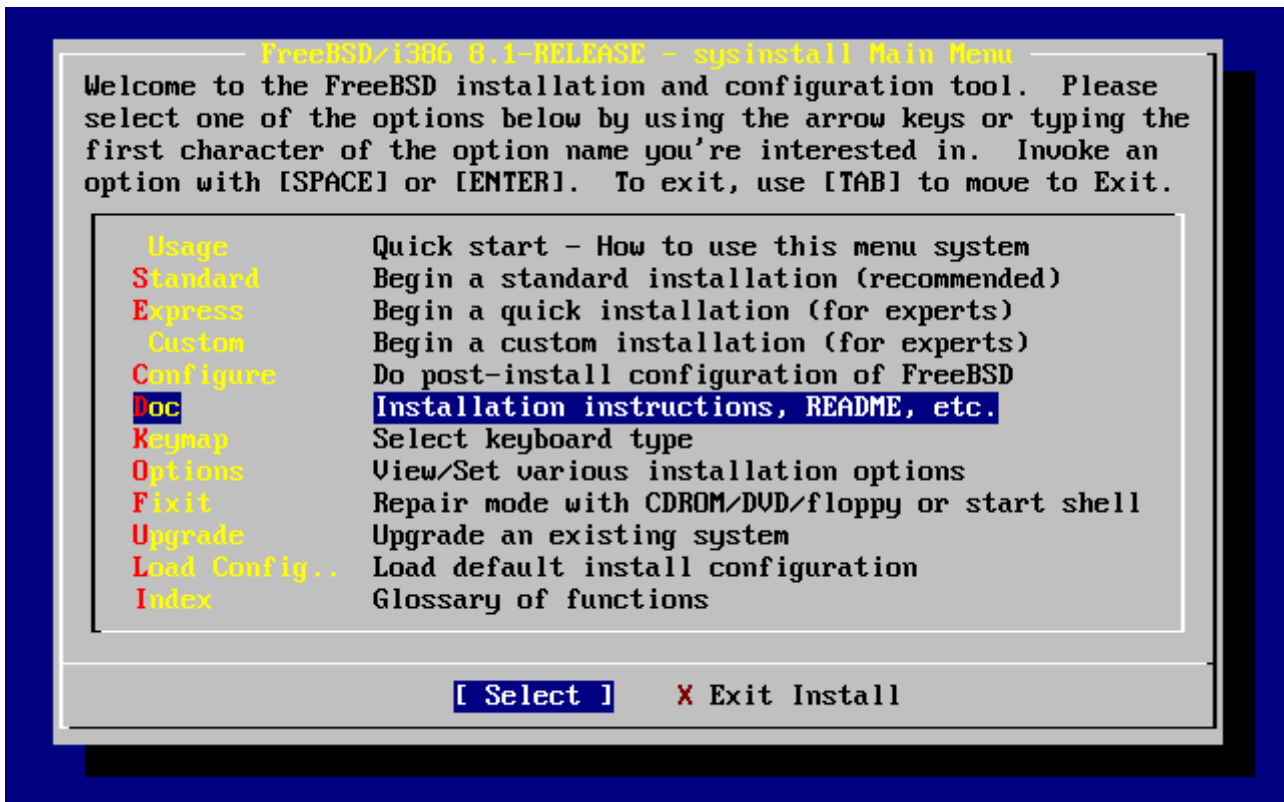 FreeBSD/i386 8.1-RELEASE - sysinstall Main Menu
Welcome to the FreeBSD installation and configuration tool.  Please
select one of the options below by using the arrow keys or typing the
first character of the option name you're interested in.  Invoke an
option with [SPACE] or [ENTER].  To exit, use [TAB] to move to Exit.
Usage Quick start - How to use this menu system
Standard Begin a standard installation (recommended)
Express Begin a quick installation (for experts)
Custom Begin a custom installation (for experts)
Configure Do post-install configuration of FreeBSD
Doc Installation instructions, README, etc.
Keymap Select keyboard type
Options View/Set various installation options
Fixit Repair mode with CDROM/DVD/floppy or start shell
Upgrade Upgrade an existing system
Load Config.. Load default install configuration
Index Glossary of functions
[ Select ] X Exit Install